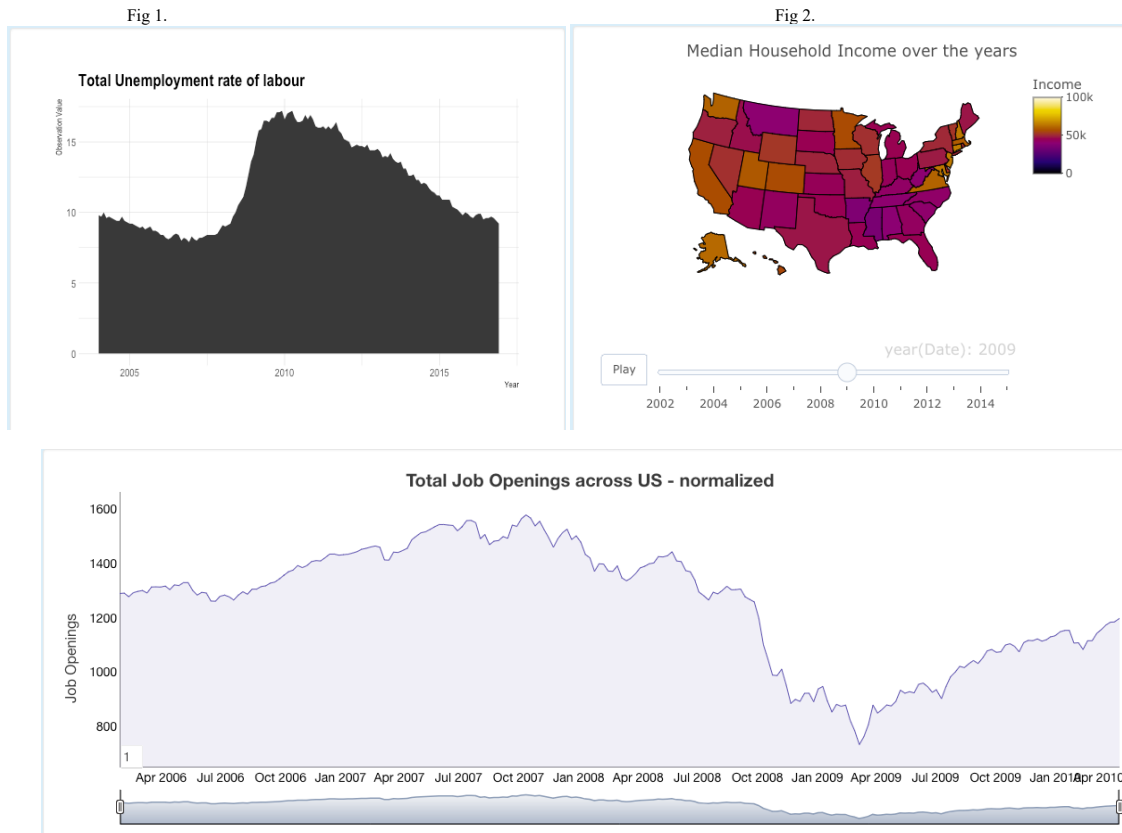 Fig 1.
Fig 2.
Total Unemployment rate of labour
Observation Value
15
10
5
0
2005 2010 2015
Year
Median Household Income over the years
Income
100k
50k
0
year(Date): 2009
Play
2002 2004 2006 2008 2010 2012 2014
Total Job Openings across US - normalized
Job Openings
1600
1400
1200
1000
800
1
Apr 2006 Jul 2006 Oct 2006 Jan 2007 Apr 2007 Jul 2007 Oct 2007 Jan 2008 Apr 2008 Jul 2008 Oct 2008 Jan 2009 Apr 2009 Jul 2009 Oct 2009 Jan 2010 Apr 2010